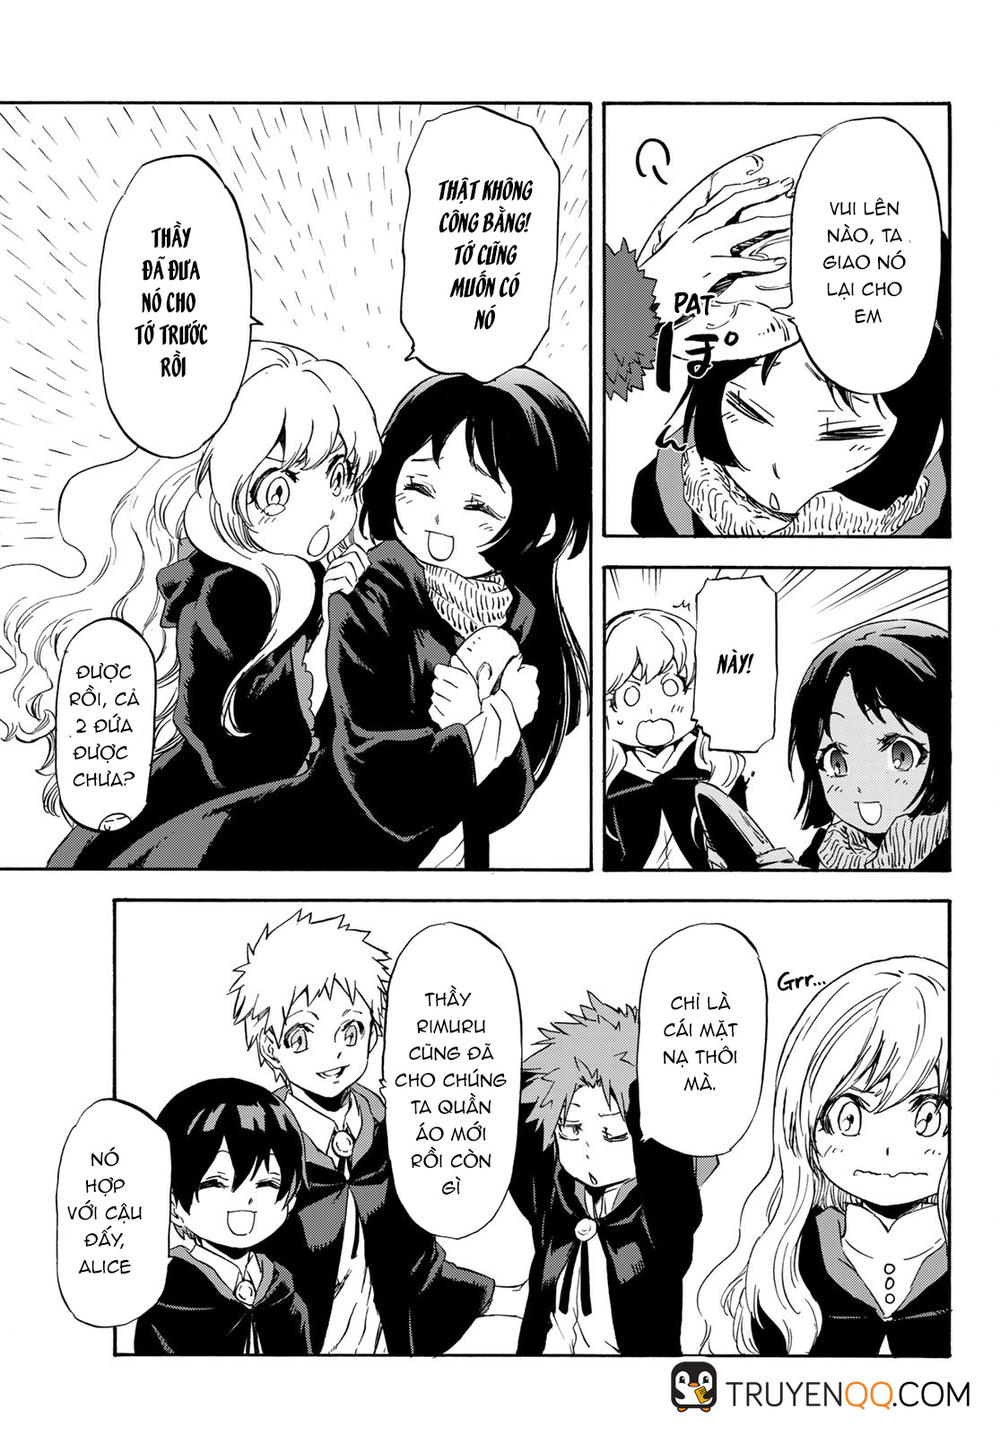 VUI LÊN
NÀO, TA
GIAO NÓ
LẠI CHO
EM
PAT
THẬT KHÔNG
CÔNG BẰNG!
TỚ CŨNG
MUỐN CÓ
NÓ
THẦY
ĐÃ ĐƯA
NÓ CHO
TỚ TRƯỚC
RỒI
NÀY!
ĐƯỢC
RỒI, CẢ
2 ĐỨA
ĐƯỢC
CHƯA?
Grr...
CHỈ LÀ
CÁI MẶT
NẠ THÔI
MÀ.
THẦY
RIMURU
CŨNG ĐÃ
CHO CHÚNG
TA QUẦN
ÁO MỚI
RỒI CÒN
GÌ
NÓ
HỢP
VỚI CẬU
ĐẤY,
ALICE
TRUYENQQ.COM